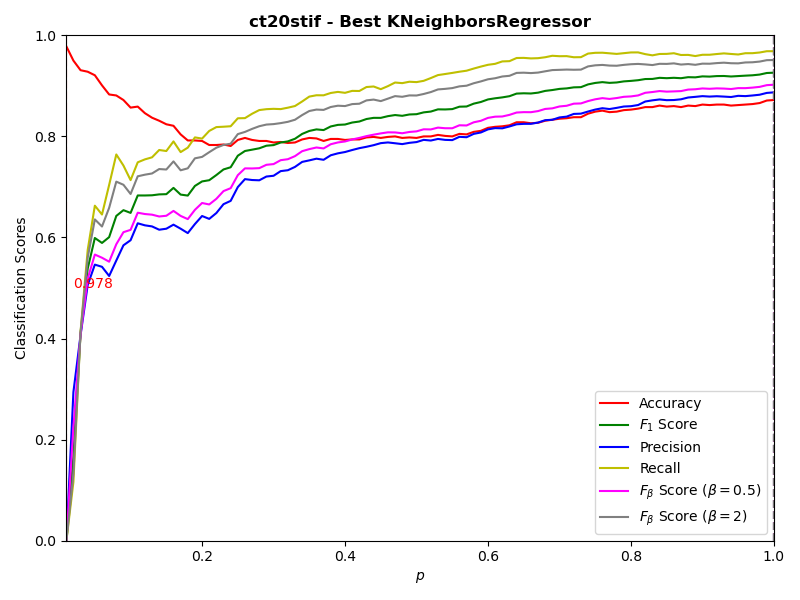 ct20stif - Best KNeighborsRegressor
1.0
0.8
0.6
0.4
0.2
0.0
Classification Scores
0.978
Accuracy
F₁ Score
Precision
Recall
Fᵦ Score (β = 0.5)
Fᵦ Score (β = 2)
0.2 0.4 0.6 0.8 1.0
p